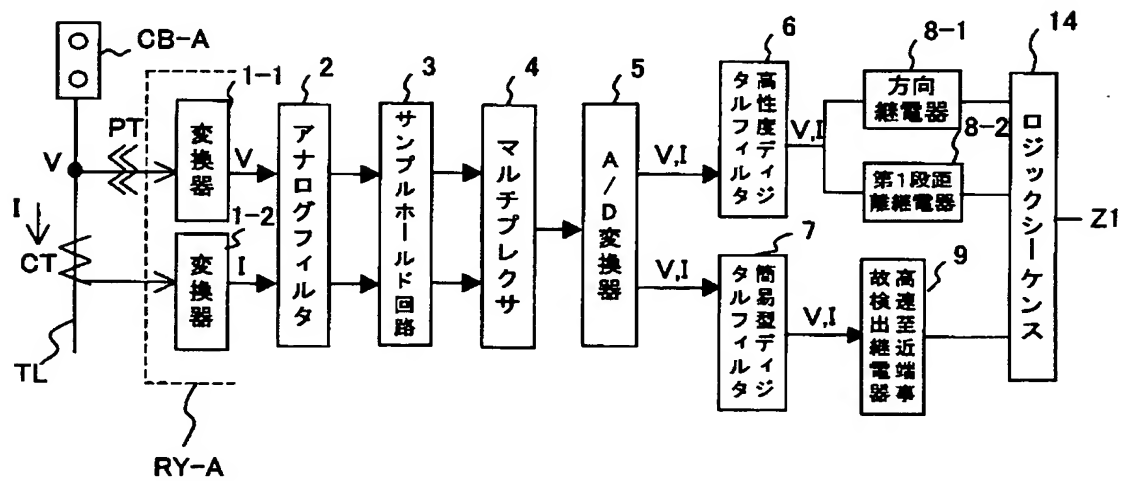 CB-A
PT
V
I
CT
TL
RY-A
1-1
変換器
V
1-2
変換器
I
2
アナログフィルタ
3
サンプルホールド回路
4
マルチプレクサ
5
A/D変換器
V,I
V,I
6
高性度ディジ
タルフィルタ
V,I
7
簡易型ディジ
タルフィルタ
V,I
8-1
方向
継電器
8-2
第1段距
離継電器
9
高速至近端事
故検出継電器
14
ロジックシーケンス
Z1